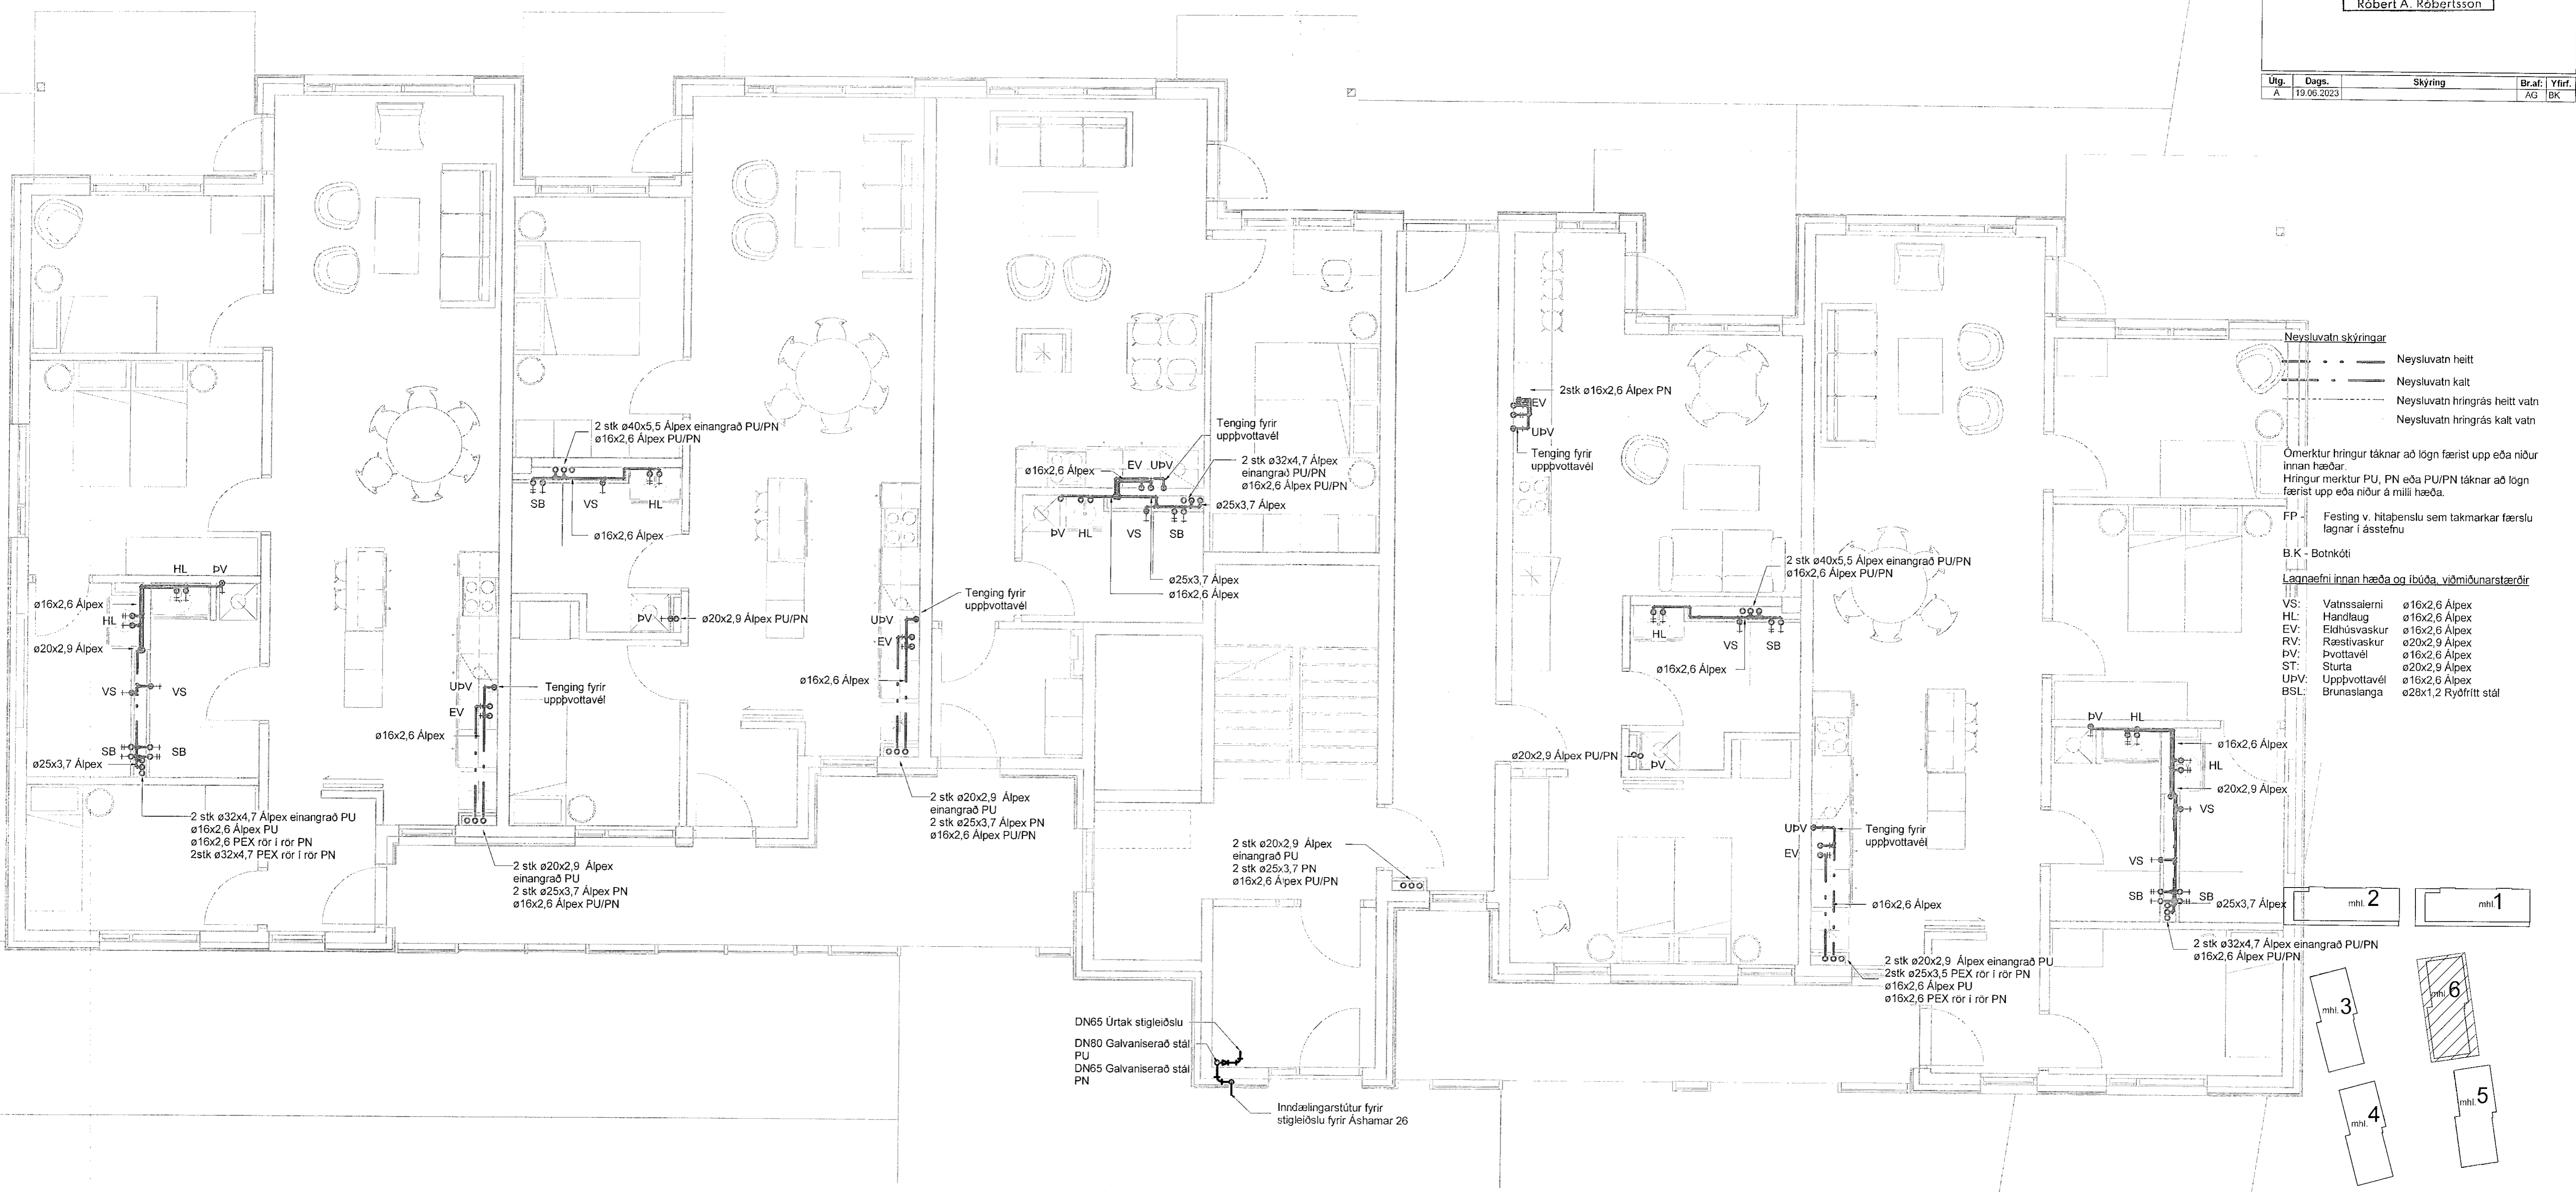 Róbert A. Róbertsson
Útg. Dags. Skýring Br.af: Yfirf.
A 19.06.2023 AG BK
Neysluvatn skýringar
Neysluvatn heitt
Neysluvatn kalt
Neysluvatn hringrás heitt vatn
Neysluvatn hringrás kalt vatn
Ómerktur hringur táknar að lögn færist upp eða niður
innan hæðar.
Hringur merktur PU, PN eða PU/PN táknar að lögn
færist upp eða niður á milli hæða.
FP - Festing v. hitaþenslu sem takmarkar færslu
lagnar í ásstefnu
B.K - Botnkóti
Lagnaefni innan hæða og íbúða, viðmiðunarstærðir
VS: Vatnssalerni ø16x2,6 Álpex
HL: Handlaug ø16x2,6 Álpex
EV: Eldhúsvaskur ø16x2,6 Álpex
RV: Ræstivaskur ø20x2,9 Álpex
ÞV: Þvottavél ø16x2,6 Álpex
ST: Sturta ø20x2,9 Álpex
UÞV: Uppþvottavél ø16x2,6 Álpex
BSL: Brunaslanga ø28x1,2 Ryðfrítt stál
HL ÞV
ø16x2,6 Álpex
HL
ø20x2,9 Álpex
VS VS
SB SB
ø25x3,7 Álpex
2 stk ø32x4,7 Álpex einangrað PU
ø16x2,6 Álpex PU
ø16x2,6 PEX rör í rör PN
2stk ø32x4,7 PEX rör í rör PN
UÞV
Tenging fyrir
uppþvottavél
EV
ø16x2,6 Álpex
2 stk ø20x2,9 Álpex
einangrað PU
2 stk ø25x3,7 Álpex PN
ø16x2,6 Álpex PU/PN
2 stk ø40x5,5 Álpex einangrað PU/PN
ø16x2,6 Álpex PU/PN
SB VS HL
ø16x2,6 Álpex
ÞV
ø20x2,9 Álpex PU/PN
Tenging fyrir
uppþvottavél
UÞV
EV
ø16x2,6 Álpex
2 stk ø20x2,9 Álpex
einangrað PU
2 stk ø25x3,7 Álpex PN
ø16x2,6 Álpex PU/PN
Tenging fyrir
uppþvottavél
EV UÞV
ø16x2,6 Álpex
2 stk ø32x4,7 Álpex
einangrað PU/PN
ø16x2,6 Álpex PU/PN
ø25x3,7 Álpex
ÞV HL VS SB
ø25x3,7 Álpex
ø16x2,6 Álpex
2 stk ø20x2,9 Álpex
einangrað PU
2 stk ø25x3,7 PN
ø16x2,6 Álpex PU/PN
DN65 Úrtak stigleiðslu
DN80 Galvaniserað stál
PU
DN65 Galvaniserað stál
PN
Inndælingarstútur fyrir
stigleiðslu fyrir Áshamar 26
2stk ø16x2,6 Álpex PN
EV
UÞV
Tenging fyrir
uppþvottavél
2 stk ø40x5,5 Álpex einangrað PU/PN
ø16x2,6 Álpex PU/PN
HL
VS SB
ø16x2,6 Álpex
ø20x2,9 Álpex PU/PN
ÞV
UÞV
Tenging fyrir
uppþvottavél
EV
ø16x2,6 Álpex
2 stk ø20x2,9 Álpex einangrað PU
2stk ø25x3,5 PEX rör í rör PN
ø16x2,6 Álpex PU
ø16x2,6 PEX rör í rör PN
ÞV HL
ø16x2,6 Álpex
HL
ø20x2,9 Álpex
VS
VS
SB SB
ø25x3,7 Álpex
2 stk ø32x4,7 Álpex einangrað PU/PN
ø16x2,6 Álpex PU/PN
mhl. 2
mhl. 1
mhl. 3
mhl. 6
mhl. 4
mhl. 5